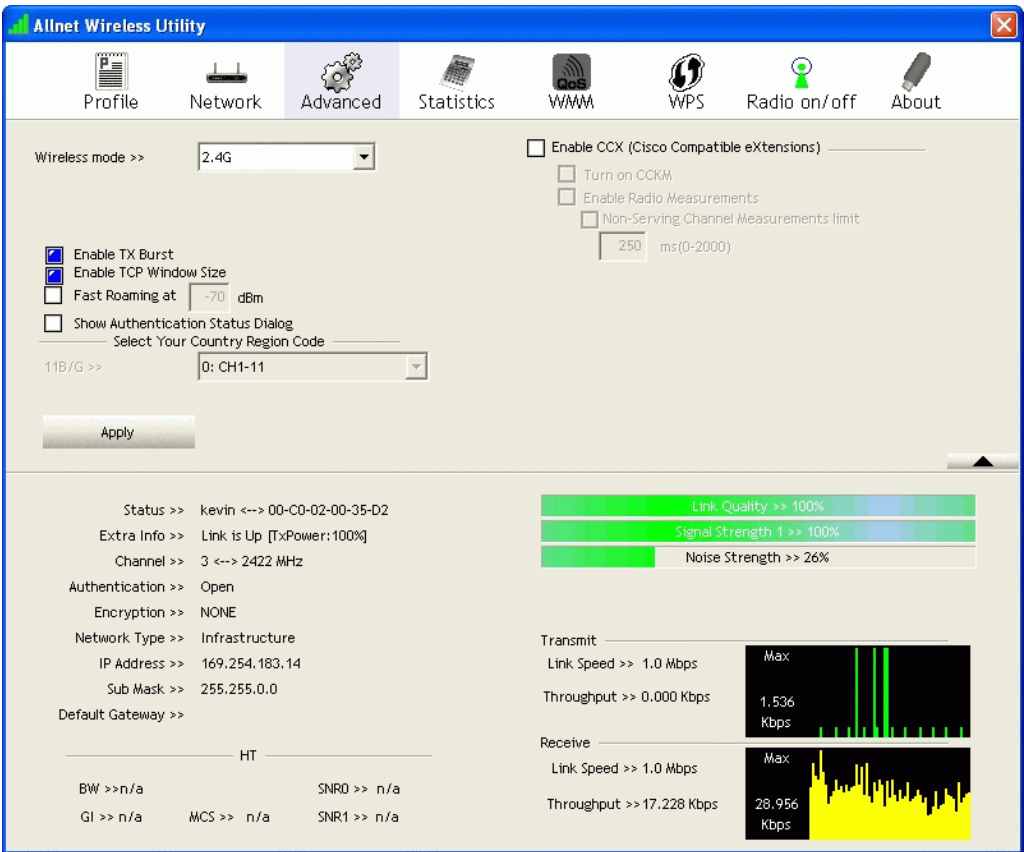 Allnet Wireless Utility
Profile Network Advanced Statistics QoS WMM WPS Radio on/off About
Wireless mode >> 2.4G
Enable CCX (Cisco Compatible eXtensions)
Turn on CCKM
Enable Radio Measurements
Non-Serving Channel Measurements limit
250 ms(0-2000)
Enable TX Burst
Enable TCP Window Size
Fast Roaming at -70 dBm
Show Authentication Status Dialog
Select Your Country Region Code
11B/G >> 0: CH1-11
Apply
Status >> kevin <--> 00-C0-02-00-35-D2
Extra Info >> Link is Up [TxPower:100%]
Channel >> 3 <--> 2422 MHz
Authentication >> Open
Encryption >> NONE
Network Type >> Infrastructure
IP Address >> 169.254.183.14
Sub Mask >> 255.255.0.0
Default Gateway >>
HT
BW >>n/a SNR0 >> n/a
GI >> n/a MCS >> n/a SNR1 >> n/a
Link Quality >> 100%
Signal Strength 1 >> 100%
Noise Strength >> 26%
Transmit
Link Speed >> 1.0 Mbps
Throughput >> 0.000 Kbps
Max
1.536
Kbps
Receive
Link Speed >> 1.0 Mbps
Throughput >>17.228 Kbps
Max
28.956
Kbps